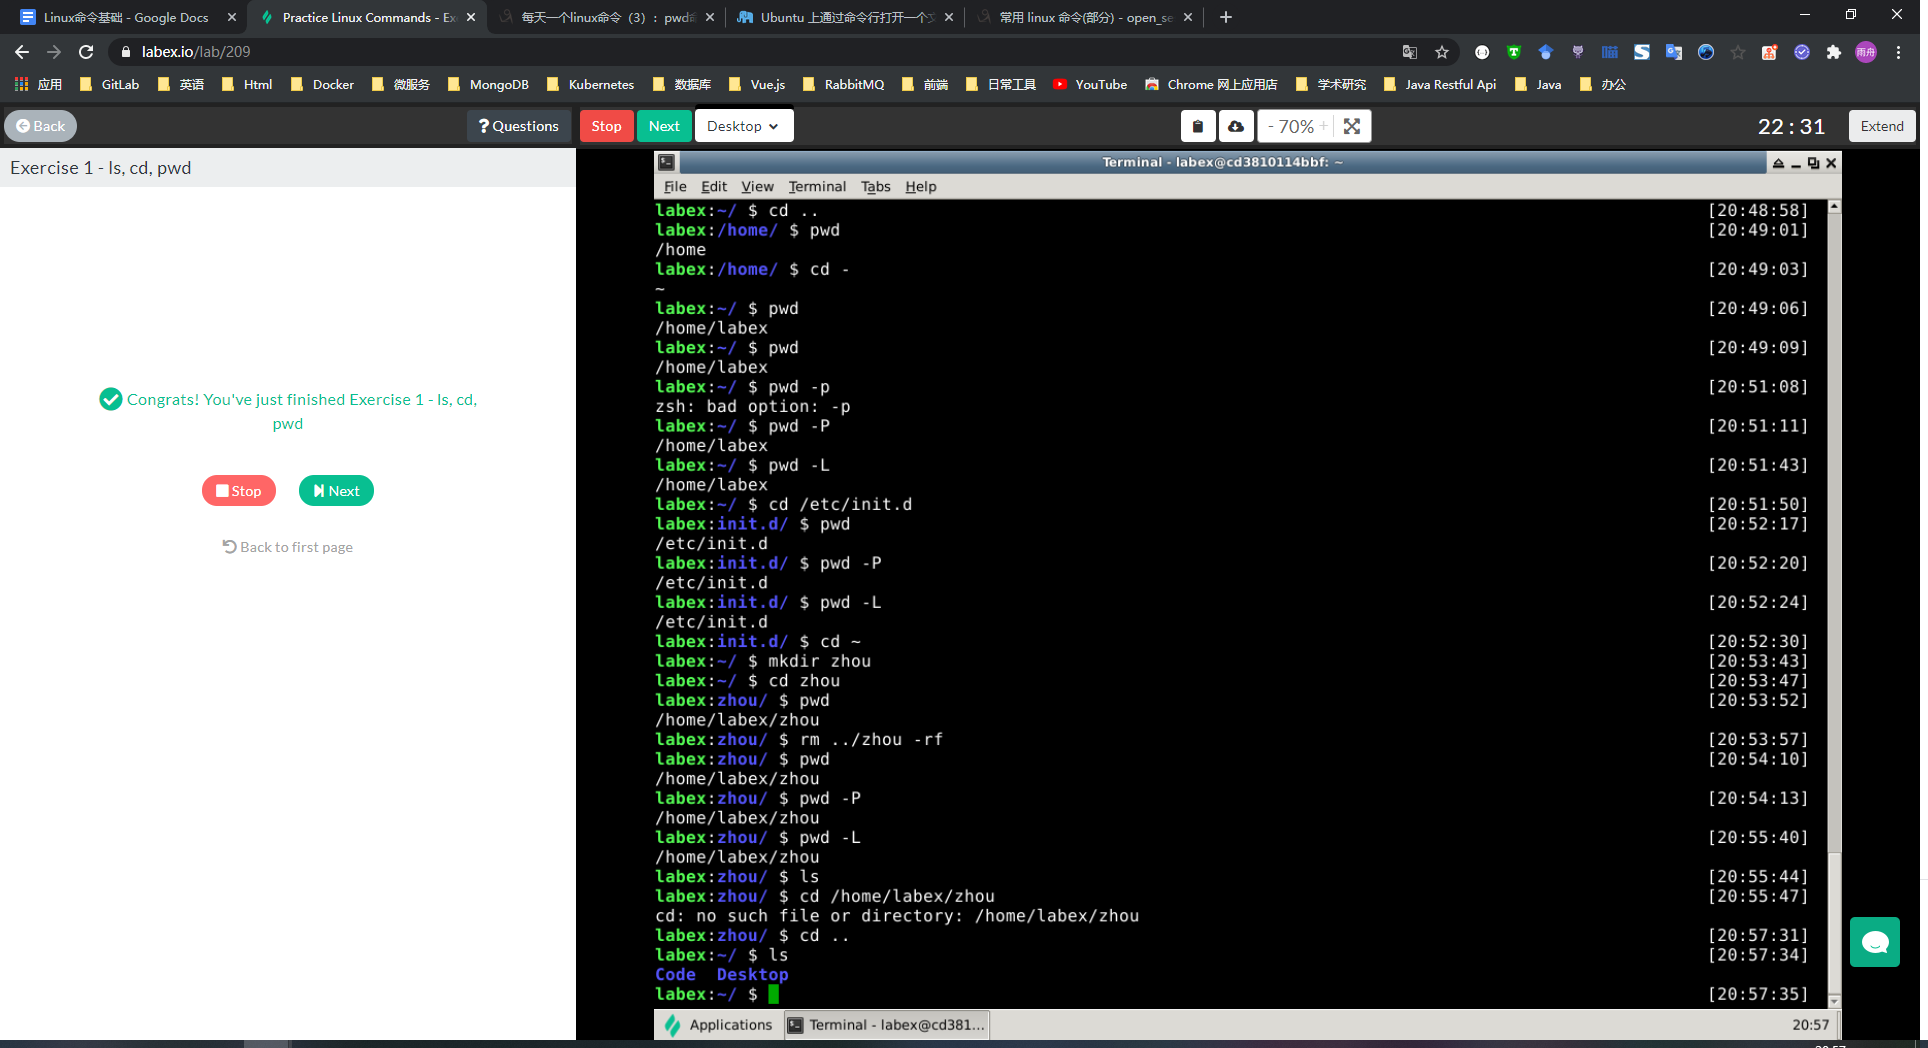 Linux命令基础 - Google Docs
Practice Linux Commands - Ex
每天一个linux命令（3）：pwd命
Ubuntu 上通过命令行打开一个文
常用 linux 命令(部分) - open_se
labex.io/lab/209
雨舟
应用 GitLab 英语 Html Docker 微服务 MongoDB Kubernetes 数据库 Vue.js RabbitMQ 前端 日常工具 YouTube Chrome 网上应用店 学术研究 Java Restful Api Java 办公
Back ? Questions Stop Next Desktop - 70% + 22:31 Extend
Exercise 1 - ls, cd, pwd
Congrats! You've just finished Exercise 1 - ls, cd,
pwd
Stop Next
Back to first page
Terminal - labex@cd3810114bbf: ~
File Edit View Terminal Tabs Help
labex:~/ $ cd .. [20:48:58]
labex:/home/ $ pwd [20:49:01]
/home
labex:/home/ $ cd - [20:49:03]
~
labex:~/ $ pwd [20:49:06]
/home/labex
labex:~/ $ pwd [20:49:09]
/home/labex
labex:~/ $ pwd -p [20:51:08]
zsh: bad option: -p
labex:~/ $ pwd -P [20:51:11]
/home/labex
labex:~/ $ pwd -L [20:51:43]
/home/labex
labex:~/ $ cd /etc/init.d [20:51:50]
labex:init.d/ $ pwd [20:52:17]
/etc/init.d
labex:init.d/ $ pwd -P [20:52:20]
/etc/init.d
labex:init.d/ $ pwd -L [20:52:24]
/etc/init.d
labex:init.d/ $ cd ~ [20:52:30]
labex:~/ $ mkdir zhou [20:53:43]
labex:~/ $ cd zhou [20:53:47]
labex:zhou/ $ pwd [20:53:52]
/home/labex/zhou
labex:zhou/ $ rm ../zhou -rf [20:53:57]
labex:zhou/ $ pwd [20:54:10]
/home/labex/zhou
labex:zhou/ $ pwd -P [20:54:13]
/home/labex/zhou
labex:zhou/ $ pwd -L [20:55:40]
/home/labex/zhou
labex:zhou/ $ ls [20:55:44]
labex:zhou/ $ cd /home/labex/zhou [20:55:47]
cd: no such file or directory: /home/labex/zhou
labex:zhou/ $ cd .. [20:57:31]
labex:~/ $ ls [20:57:34]
Code Desktop
labex:~/ $ [20:57:35]
Applications Terminal - labex@cd381... 20:57